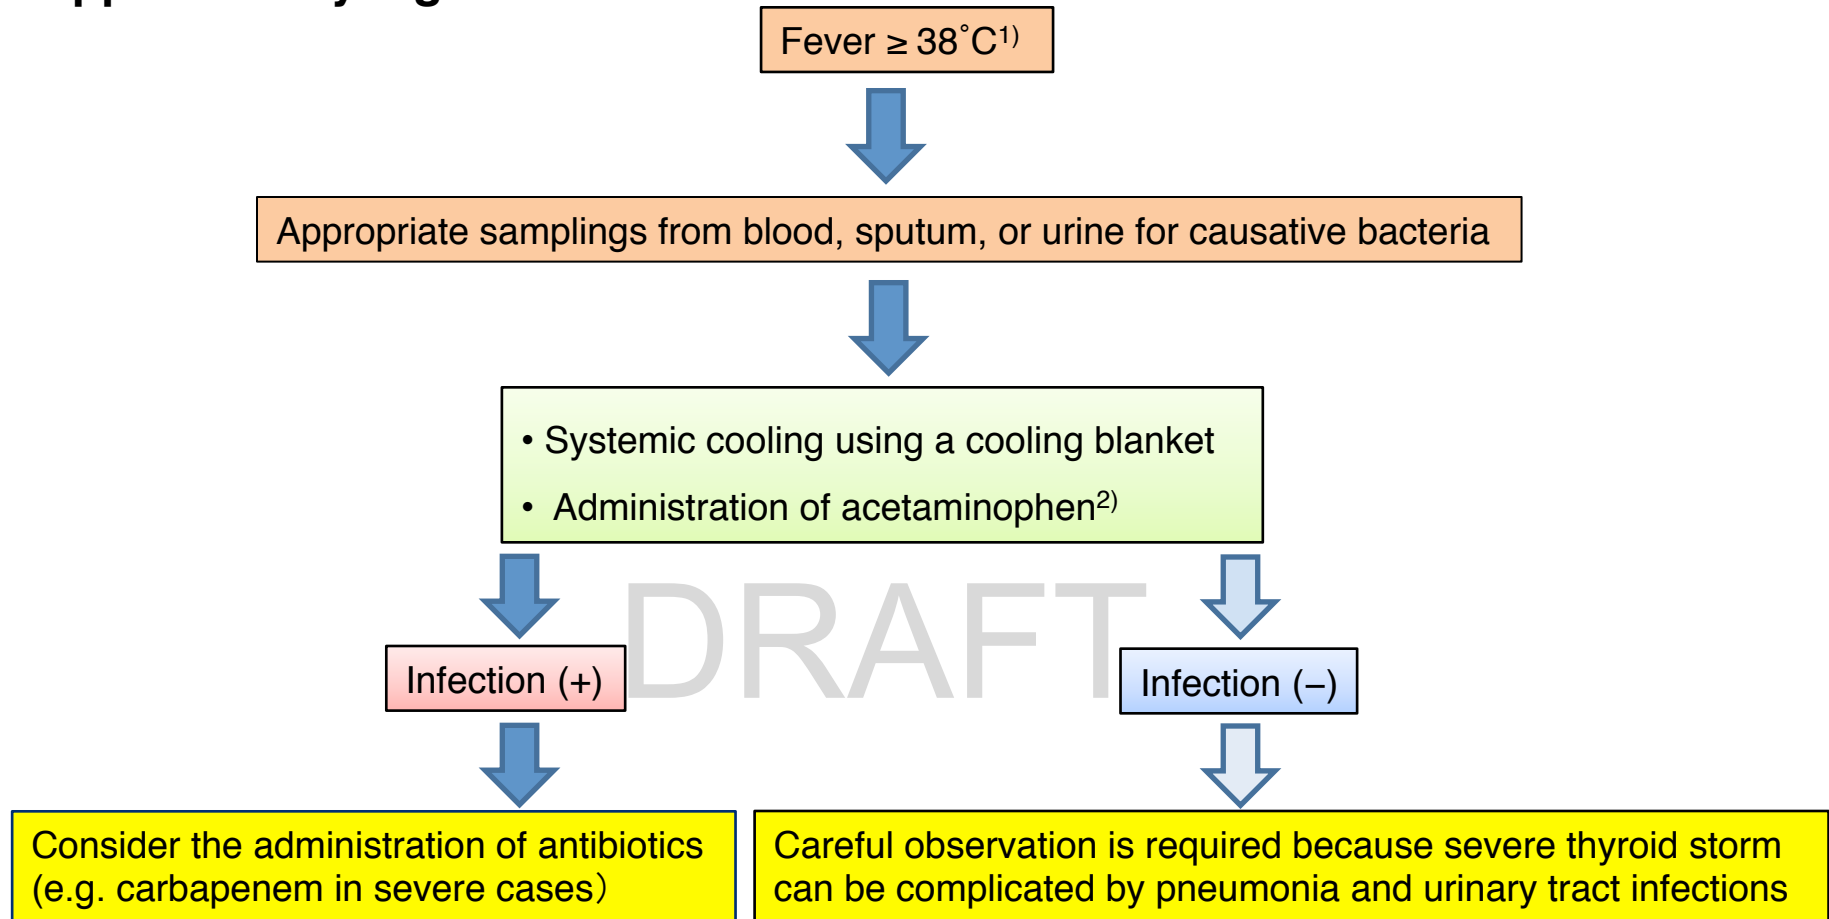 Fever ≥ 38˚C1)
Appropriate samplings from blood, sputum, or urine for causative bacteria
• Systemic cooling using a cooling blanket
• Administration of acetaminophen2)
DRAFT
Infection (+)
Infection (−)
Consider the administration of antibiotics
(e.g. carbapenem in severe cases）
Careful observation is required because severe thyroid storm
can be complicated by pneumonia and urinary tract infections